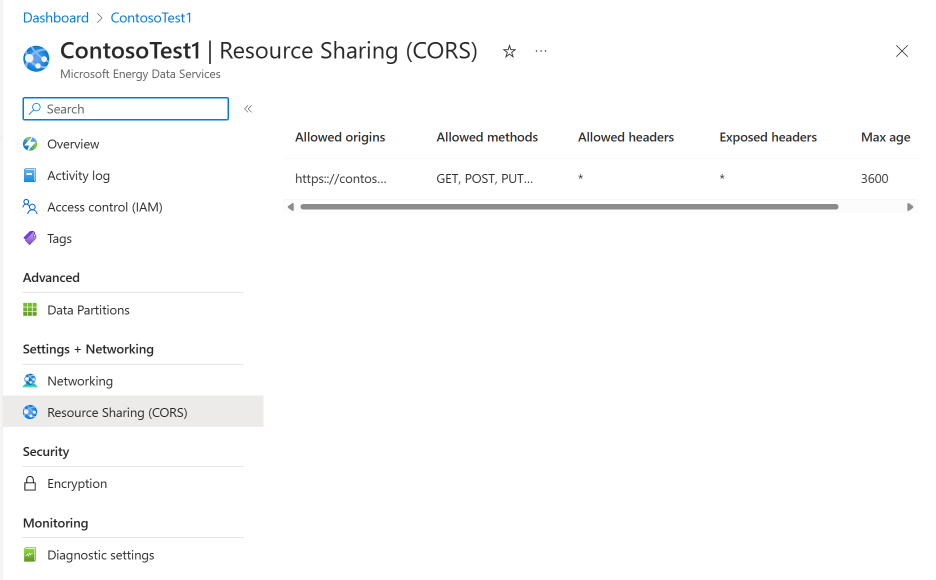 Dashboard > ContosoTest1
ContosoTest1 | Resource Sharing (CORS)
Microsoft Energy Data Services
Search
Overview
Activity log
Access control (IAM)
Tags
Advanced
Data Partitions
Settings + Networking
Networking
Resource Sharing (CORS)
Security
Encryption
Monitoring
Diagnostic settings
Allowed origins Allowed methods Allowed headers Exposed headers Max age
https:://contos... GET, POST, PUT... * * 3600